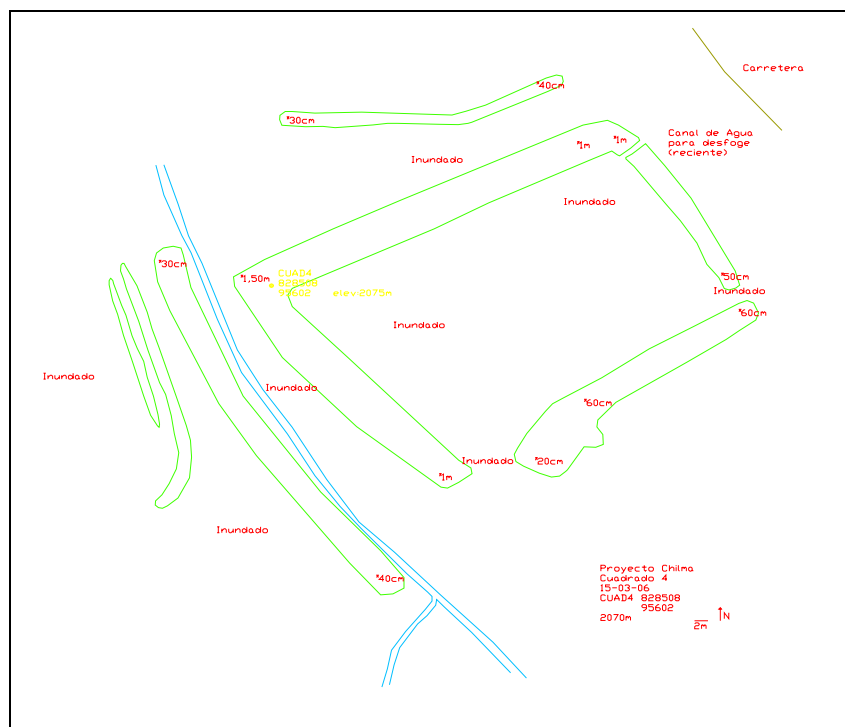 Carretera
*40cm
*30cm
Canal de Agua
para desfoge
(reciente)
*1m
*1m
Inundado
Inundado
*30cm
*1,50m
CUAD4
828508
95602 elev-2075m
*50cm
Inundado
*60cm
Inundado
Inundado
Inundado
*60cm
Inundado
*20cm
*1m
Inundado
*40cm
Proyecto Chilma
Cuadrado 4
15-03-06
CUAD4 828508
95602
2070m
2m
N